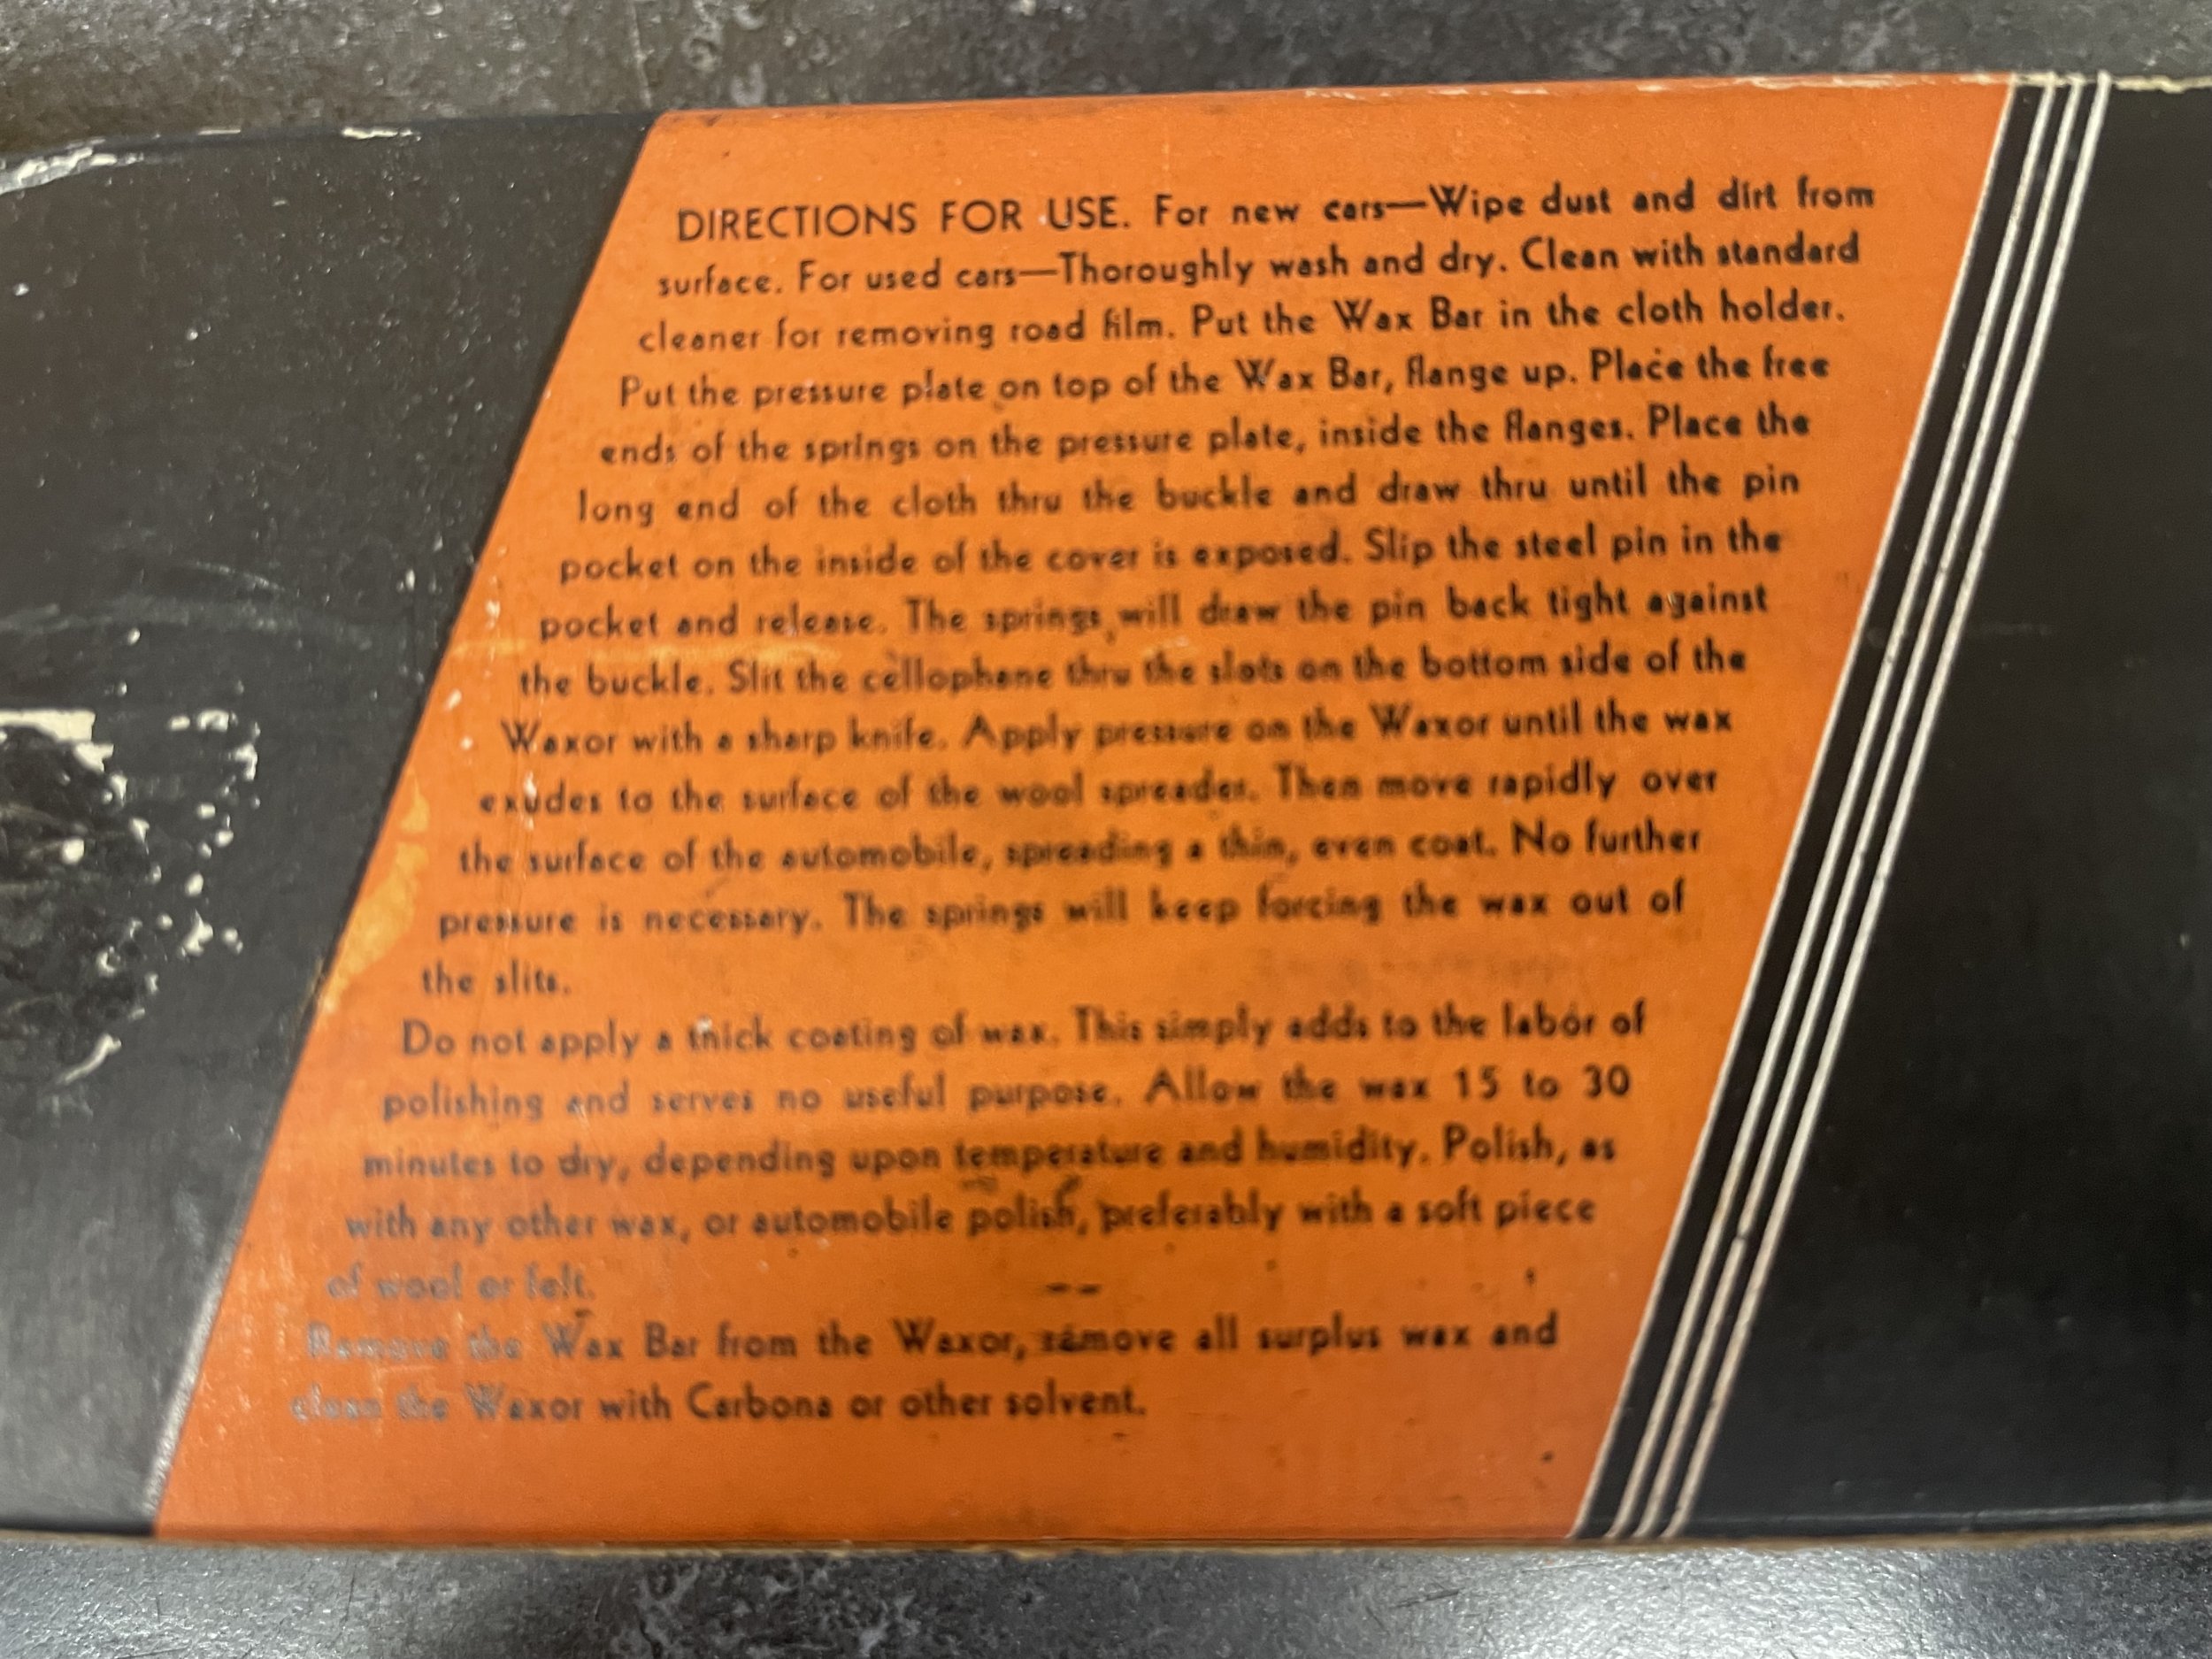 DIRECTIONS FOR USE. For new cars—Wipe dust and dirt from
surface. For used cars—Thoroughly wash and dry. Clean with standard
cleaner for removing road film. Put the Wax Bar in the cloth holder.
Put the pressure plate on top of the Wax Bar, flange up. Place the free
ends of the springs on the pressure plate, inside the flanges. Place the
long end of the cloth thru the buckle and draw thru until the pin
pocket on the inside of the cover is exposed. Slip the steel pin in the
pocket and release. The springs will draw the pin back tight against
the buckle. Slit the cellophane thru the slots on the bottom side of the
Waxor with a sharp knife. Apply pressure on the Waxor until the wax
exudes to the surface of the wool spreader. Then move rapidly over
the surface of the automobile, spreading a thin, even coat. No further
pressure is necessary. The springs will keep forcing the wax out of
the slits.
Do not apply a thick coating of wax. This simply adds to the labor of
polishing and serves no useful purpose. Allow the wax 15 to 30
minutes to dry, depending upon temperature and humidity. Polish, as
with any other wax, or automobile polish, preferably with a soft piece
of wool or felt.
Remove the Wax Bar from the Waxor, remove all surplus wax and
clean the Waxor with Carbona or other solvent.